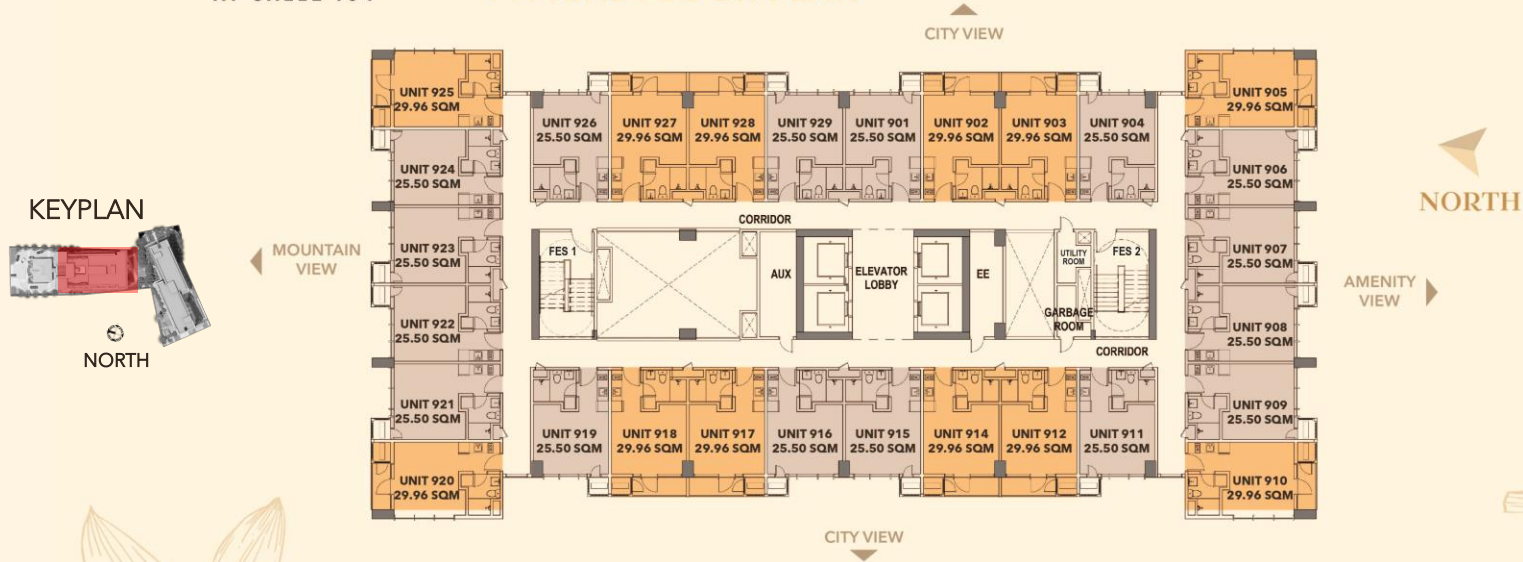 CITY VIEW
UNIT 925
29.96 SQM
UNIT 926
25.50 SQM
UNIT 927
29.96 SQM
UNIT 928
29.96 SQM
UNIT 929
25.50 SQM
UNIT 901
25.50 SQM
UNIT 902
29.96 SQM
UNIT 903
29.96 SQM
UNIT 904
25.50 SQM
UNIT 905
29.96 SQM
UNIT 924
25.50 SQM
UNIT 906
25.50 SQM
NORTH
KEYPLAN
NORTH
MOUNTAIN
VIEW
UNIT 923
25.50 SQM
CORRIDOR
FES 1
AUX
ELEVATOR
LOBBY
EE
UTILITY
ROOM
FES 2
GARBAGE
ROOM
CORRIDOR
UNIT 907
25.50 SQM
AMENITY
VIEW
UNIT 922
25.50 SQM
UNIT 908
25.50 SQM
UNIT 921
25.50 SQM
UNIT 909
25.50 SQM
UNIT 919
25.50 SQM
UNIT 918
29.96 SQM
UNIT 917
29.96 SQM
UNIT 916
25.50 SQM
UNIT 915
25.50 SQM
UNIT 914
29.96 SQM
UNIT 912
29.96 SQM
UNIT 911
25.50 SQM
UNIT 920
29.96 SQM
UNIT 910
29.96 SQM
CITY VIEW